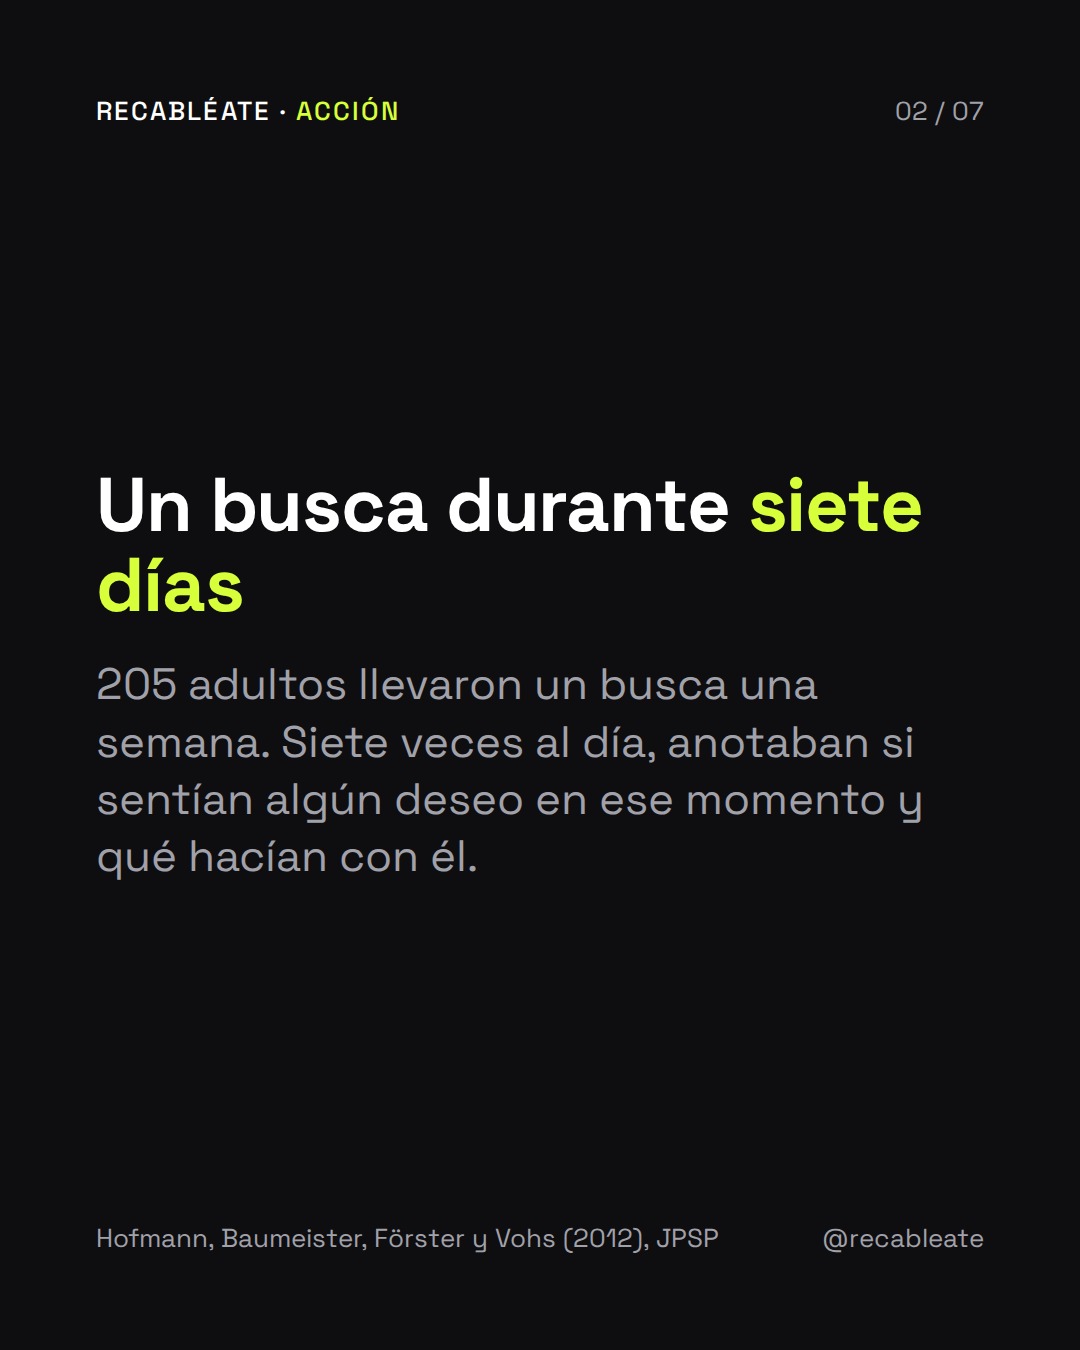 RECABLÉATE · ACCIÓN
02 / 07
Un busca durante siete
días
205 adultos llevaron un busca una
semana. Siete veces al día, anotaban si
sentían algún deseo en ese momento y
qué hacían con él.
Hofmann, Baumeister, Förster y Vohs (2012), JPSP
@recableate